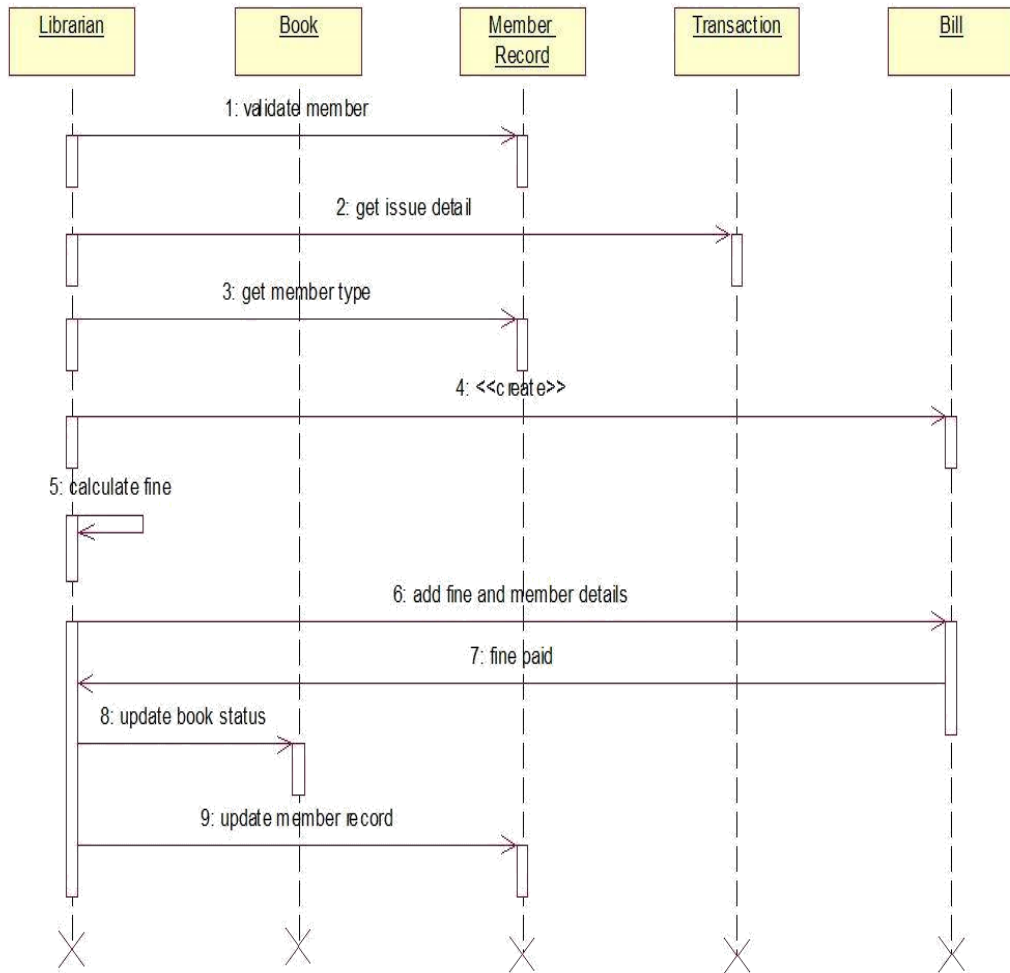 Librarian
Book
Member
Record
Transaction
Bill
1: validate member
2: get issue detail
3: get member type
4: <<create>>
5: calculate fine
6: add fine and member details
7: fine paid
8: update book status
9: update member record